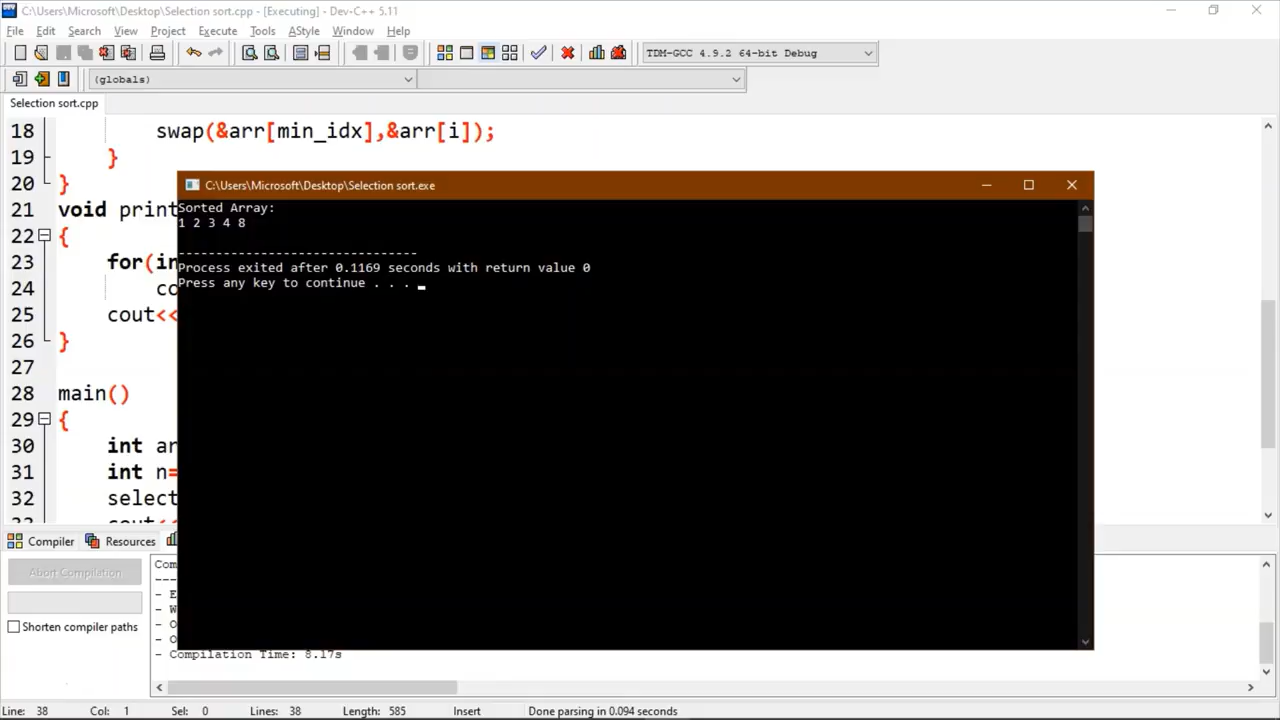 C:\Users\Microsoft\Desktop\Selection sort.cpp - [Executing] - Dev-C++ 5.11
File Edit Search View Project Execute Tools AStyle Window Help
TDM-GCC 4.9.2 64-bit Debug
(globals)
Selection sort.cpp
18 swap(&arr[min_idx],&arr[i]);
19 }
20 }
21 void print
22 {
23 for(in
24 co
25 cout<<
26 }
27
28 main()
29 {
30 int ar
31 int n=
32 select
C:\Users\Microsoft\Desktop\Selection sort.exe
Sorted Array:
1 2 3 4 8
--------------------------------
Process exited after 0.1169 seconds with return value 0
Press any key to continue . . .
Compiler Resources
Abort Compilation
Shorten compiler paths
Com
- E
- W
- O
- O
- Compilation Time: 8.17s
Line: 38 Col: 1 Sel: 0 Lines: 38 Length: 585 Insert Done parsing in 0.094 seconds